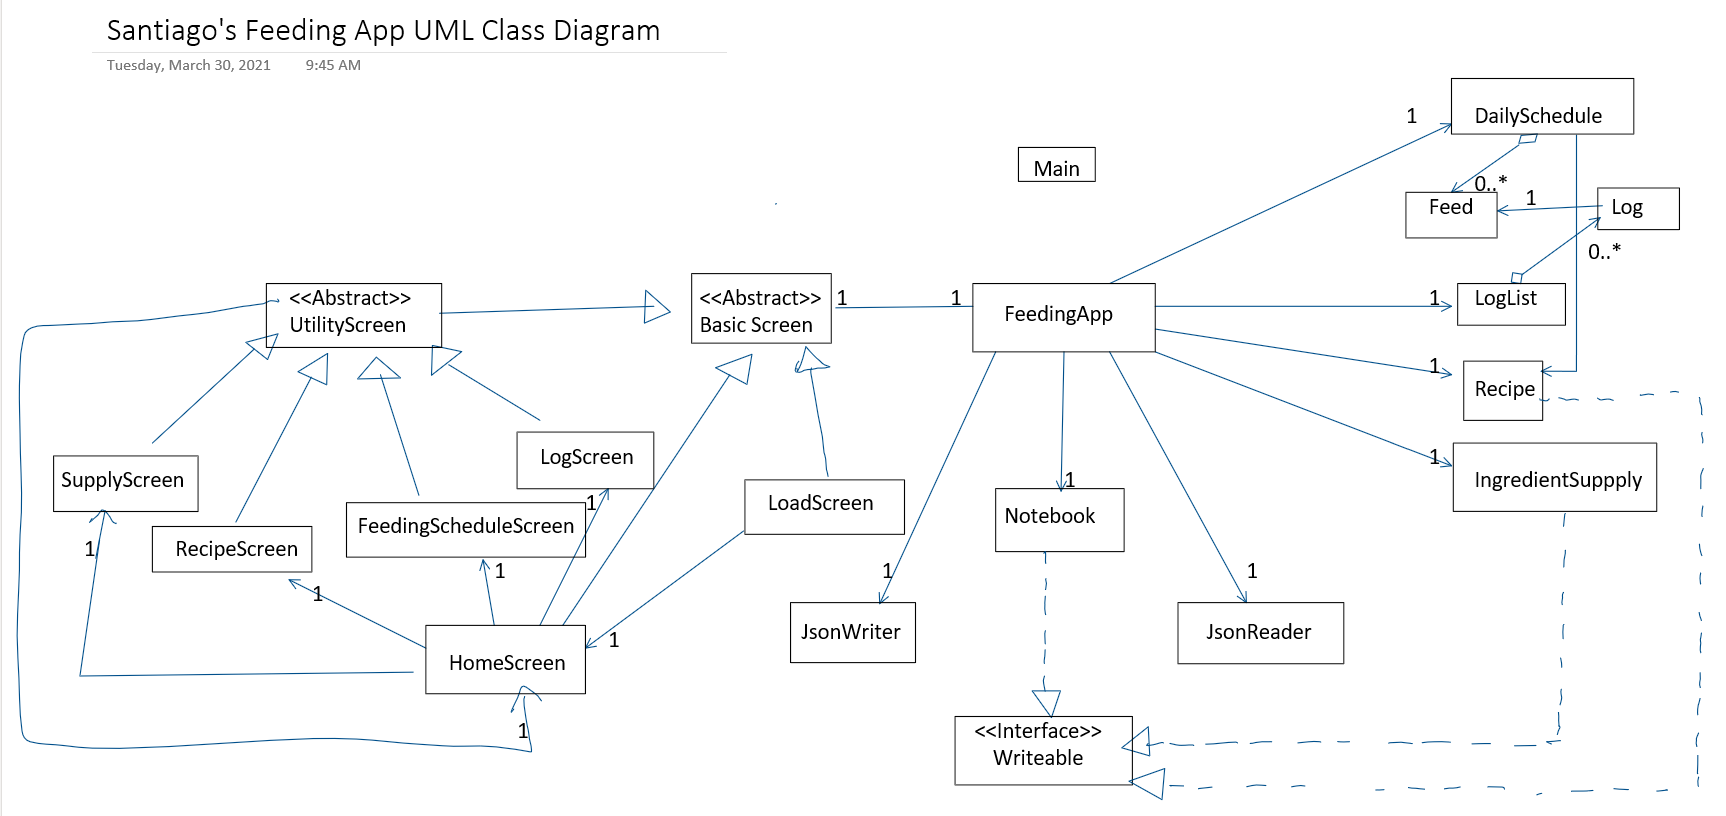 Santiago's Feeding App UML Class Diagram
Tuesday, March 30, 2021 9:45 AM
DailySchedule
1
Main
0..*
Feed
1
Log
0..*
<<Abstract>>
UtilityScreen
<<Abstract>>
Basic Screen
1
1
FeedingApp
1
LogList
1
Recipe
1
IngredientSuppply
LogScreen
SupplyScreen
1
FeedingScheduleScreen
LoadScreen
1
Notebook
RecipeScreen
1
1
1
1
1
1
HomeScreen
1
JsonWriter
JsonReader
1
<<Interface>>
Writeable